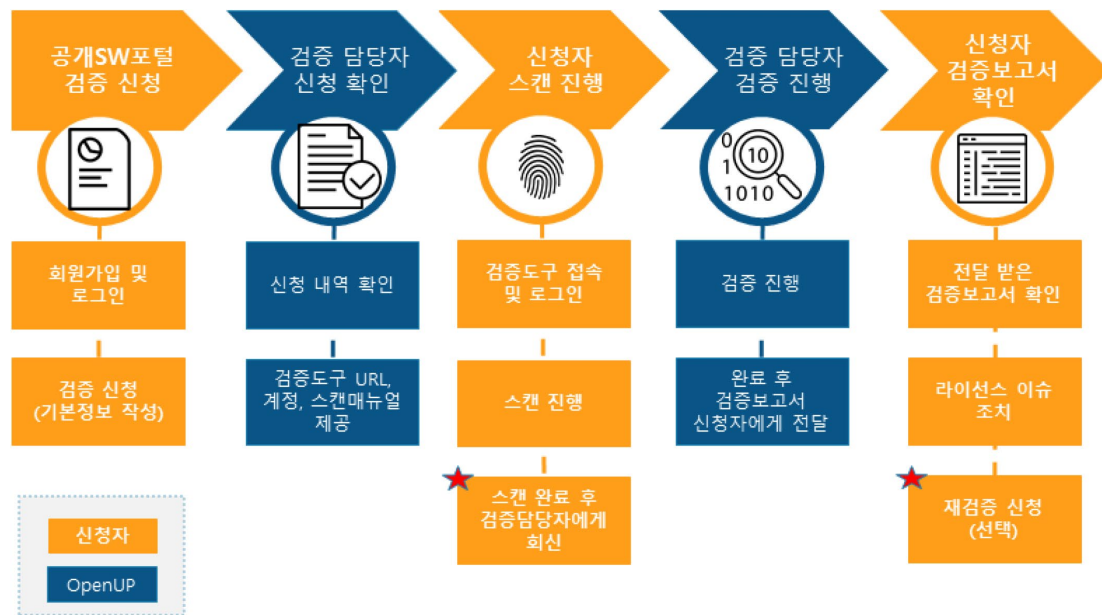 공개SW포털
검증 신청
검증 담당자
신청 확인
신청자
스캔 진행
검증 담당자
검증 진행
신청자
검증보고서
확인
0
1
10
1010
회원가입 및
로그인
신청 내역 확인
검증도구 접속
및 로그인
검증 진행
전달 받은
검증보고서 확인
검증 신청
(기본정보 작성)
검증도구 URL,
계정, 스캔매뉴얼
제공
스캔 진행
완료 후
검증보고서
신청자에게 전달
라이선스 이슈
조치
스캔 완료 후
검증담당자에게
회신
재검증 신청
(선택)
신청자
OpenUP